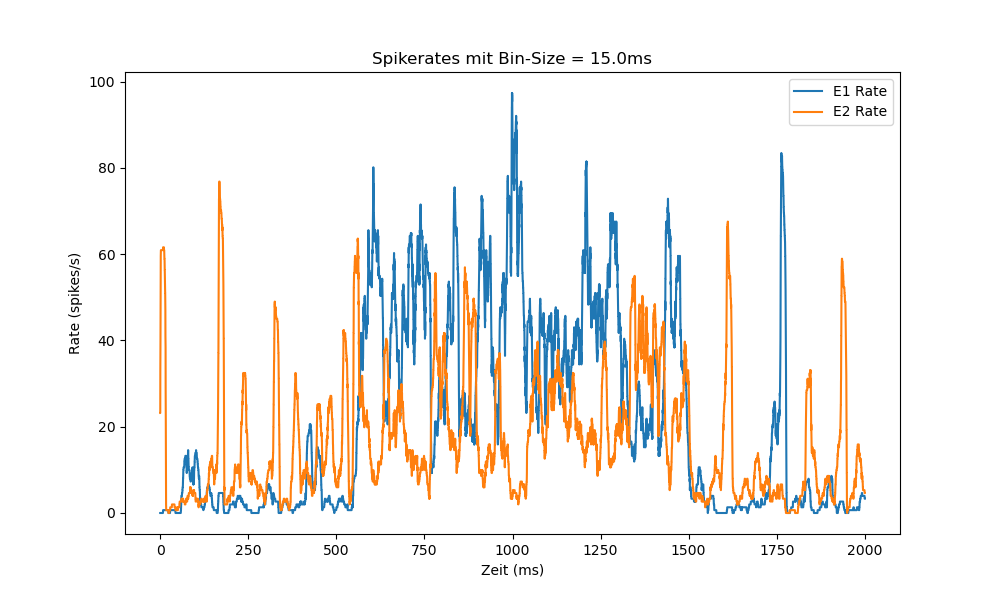 Spikerates mit Bin-Size = 15.0ms
100
80
60
40
20
0
Rate (spikes/s)
E1 Rate
E2 Rate
0 250 500 750 1000 1250 1500 1750 2000
Zeit (ms)